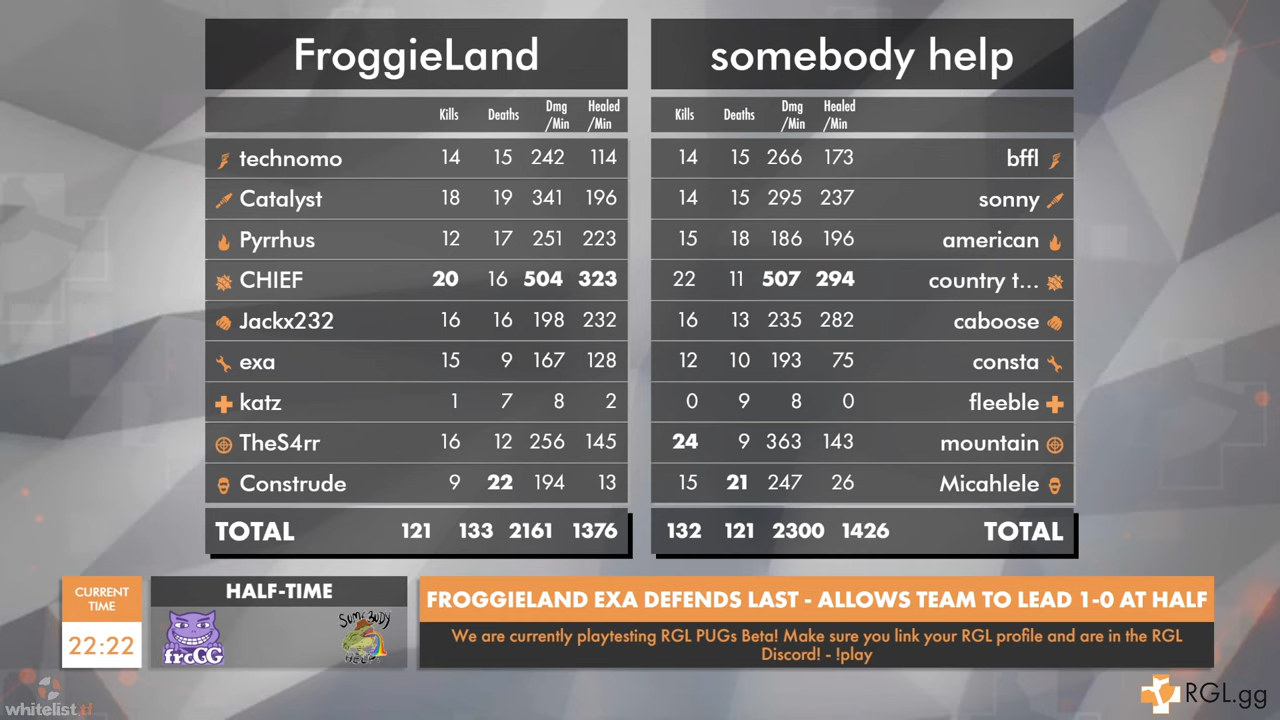 FroggieLand
Kills Deaths Dmg /Min Healed /Min
technomo 14 15 242 114
Catalyst 18 19 341 196
Pyrrhus 12 17 251 223
CHIEF 20 16 504 323
Jackx232 16 16 198 232
exa 15 9 167 128
katz 1 7 8 2
TheS4rr 16 12 256 145
Construde 9 22 194 13
TOTAL 121 133 2161 1376
somebody help
Kills Deaths Dmg /Min Healed /Min
14 15 266 173 bffl
14 15 295 237 sonny
15 18 186 196 american
22 11 507 294 country t...
16 13 235 282 caboose
12 10 193 75 consta
0 9 8 0 fleeble
24 9 363 143 mountain
15 21 247 26 Micahlele
132 121 2300 1426 TOTAL
CURRENT
TIME
22:22
HALF-TIME
frcGG
SOMEBODY
HELP
FROGGIELAND EXA DEFENDS LAST - ALLOWS TEAM TO LEAD 1-0 AT HALF
We are currently playtesting RGL PUGs Beta! Make sure you link your RGL profile and are in the RGL
Discord! - !play
whitelist.tf
RGL.gg